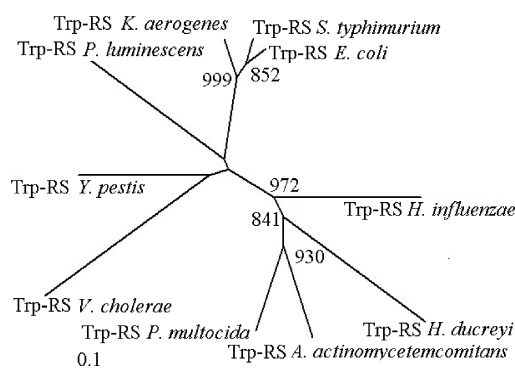 Trp-RS K. aerogenes
Trp-RS S. typhimurium
Trp-RS P. luminescens
Trp-RS E. coli
999
852
Trp-RS Y. pestis
972
Trp-RS H. influenzae
841
930
Trp-RS V. cholerae
Trp-RS P. multocida
Trp-RS H. ducreyi
Trp-RS A. actinomycetemcomitans
0.1